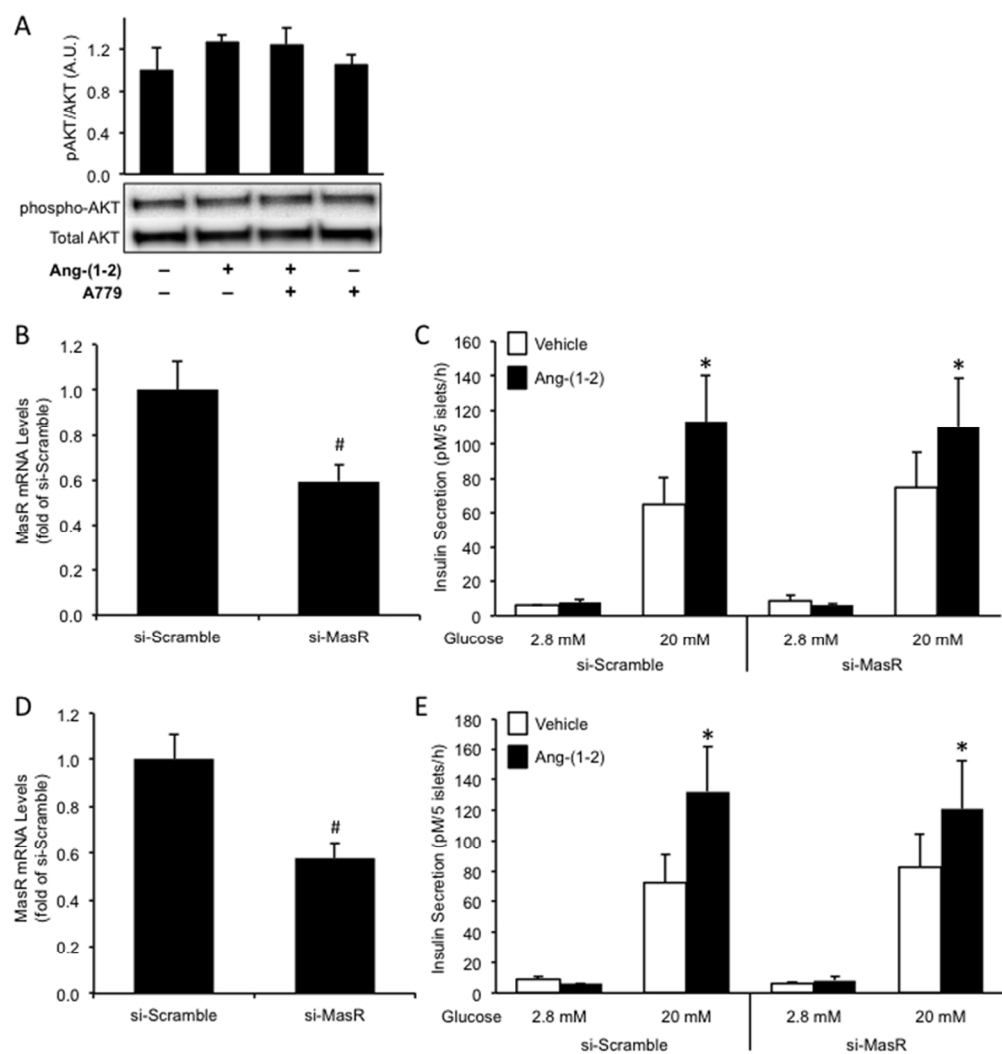 A
pAKT/AKT (A.U.)
1.2
0.8
0.4
0.0
phospho-AKT
Total AKT
Ang-(1-2) – + + –
A779 – – + +
B
MasR mRNA Levels
(fold of si-Scramble)
1.2
1.0
0.8
0.6
0.4
0.2
0.0
#
si-Scramble si-MasR
C
Insulin Secretion (pM/5 islets/h)
160
140
120
100
80
60
40
20
0
Vehicle
Ang-(1-2)
* *
Glucose 2.8 mM 20 mM 2.8 mM 20 mM
si-Scramble si-MasR
D
MasR mRNA Levels
(fold of si-Scramble)
1.2
1.0
0.8
0.6
0.4
0.2
0.0
#
si-Scramble si-MasR
E
Insulin Secretion (pM/5 islets/h)
180
160
140
120
100
80
60
40
20
0
Vehicle
Ang-(1-2)
* *
Glucose 2.8 mM 20 mM 2.8 mM 20 mM
si-Scramble si-MasR